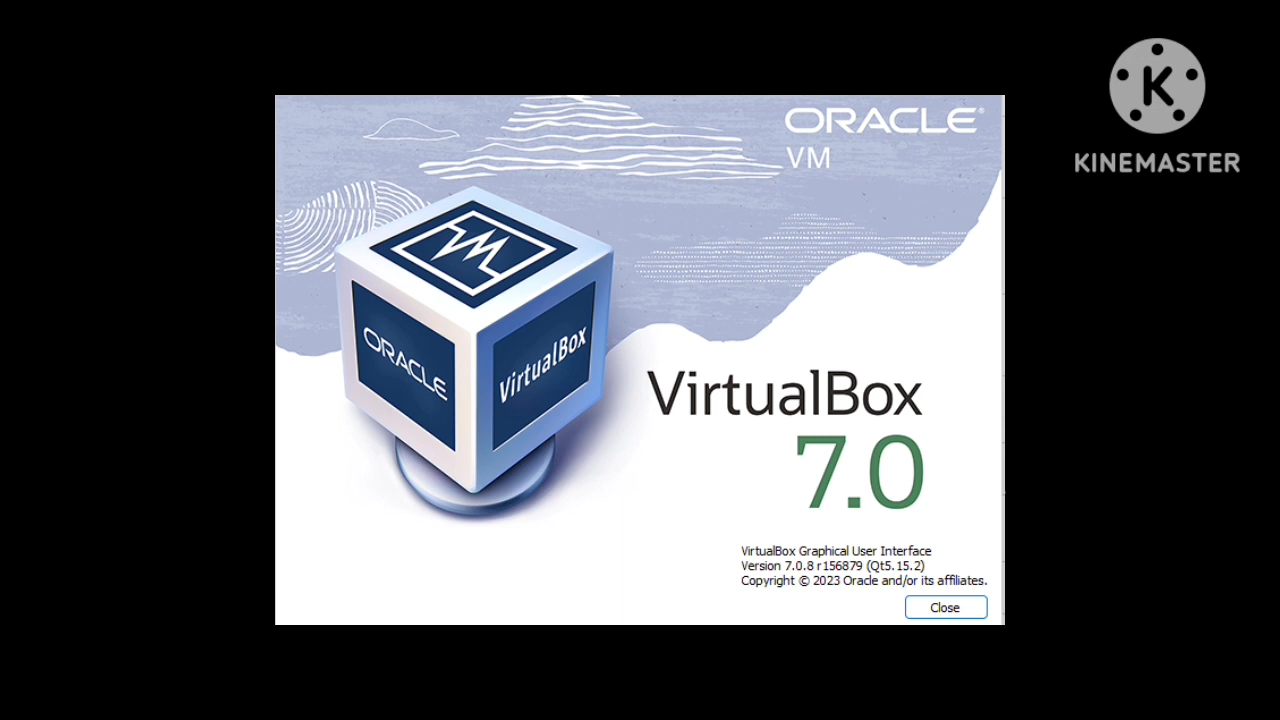 ORACLE®
VM
KINEMASTER
VM
ORACLE
VirtualBox
VirtualBox
7.0
VirtualBox Graphical User Interface
Version 7.0.8 r156879 (Qt5.15.2)
Copyright © 2023 Oracle and/or its affiliates.
Close